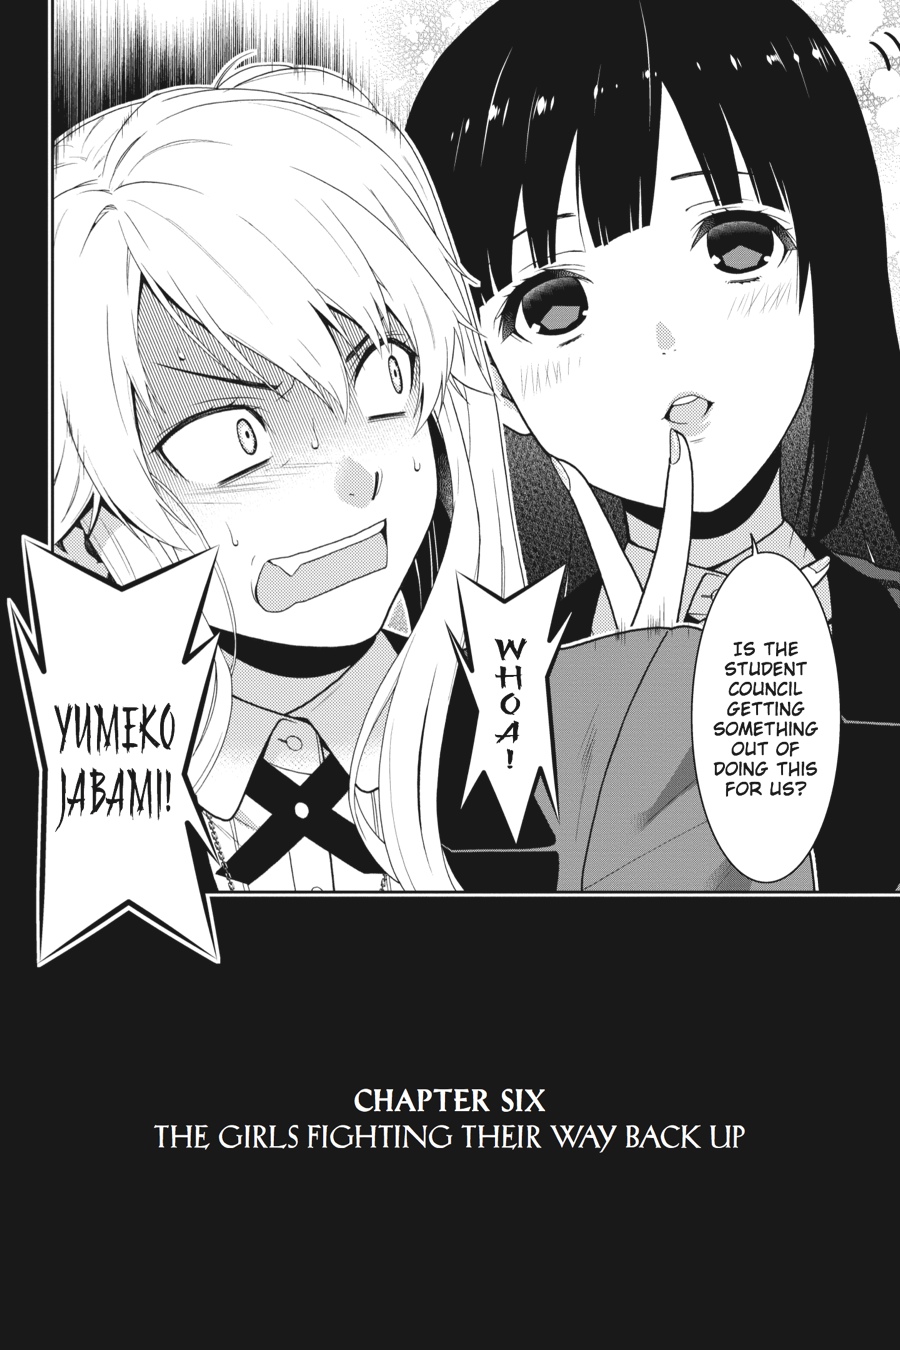 IS THE
STUDENT
COUNCIL
GETTING
SOMETHING
OUT OF
DOING THIS
FOR US?
WHOA!
YUMEKO
JABAMI!
CHAPTER SIX
THE GIRLS FIGHTING THEIR WAY BACK UP